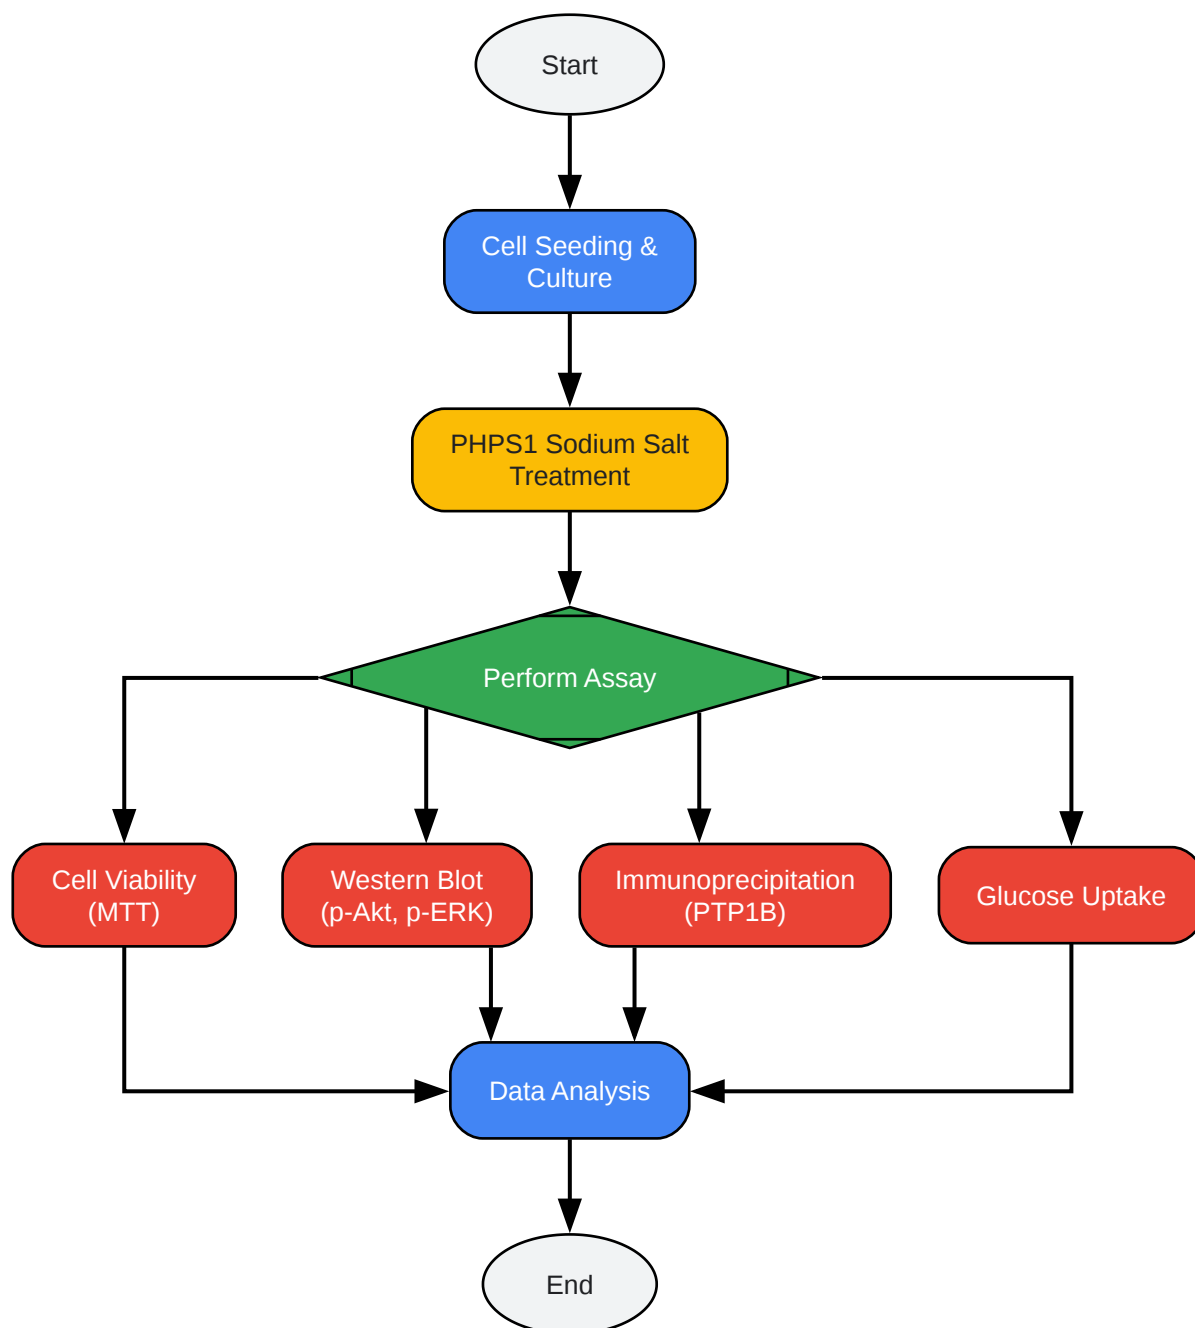 Start
Cell Seeding &
Culture
PHPS1 Sodium Salt
Treatment
Perform Assay
Cell Viability
(MTT)
Western Blot
(p-Akt, p-ERK)
Immunoprecipitation
(PTP1B)
Glucose Uptake
Data Analysis
End